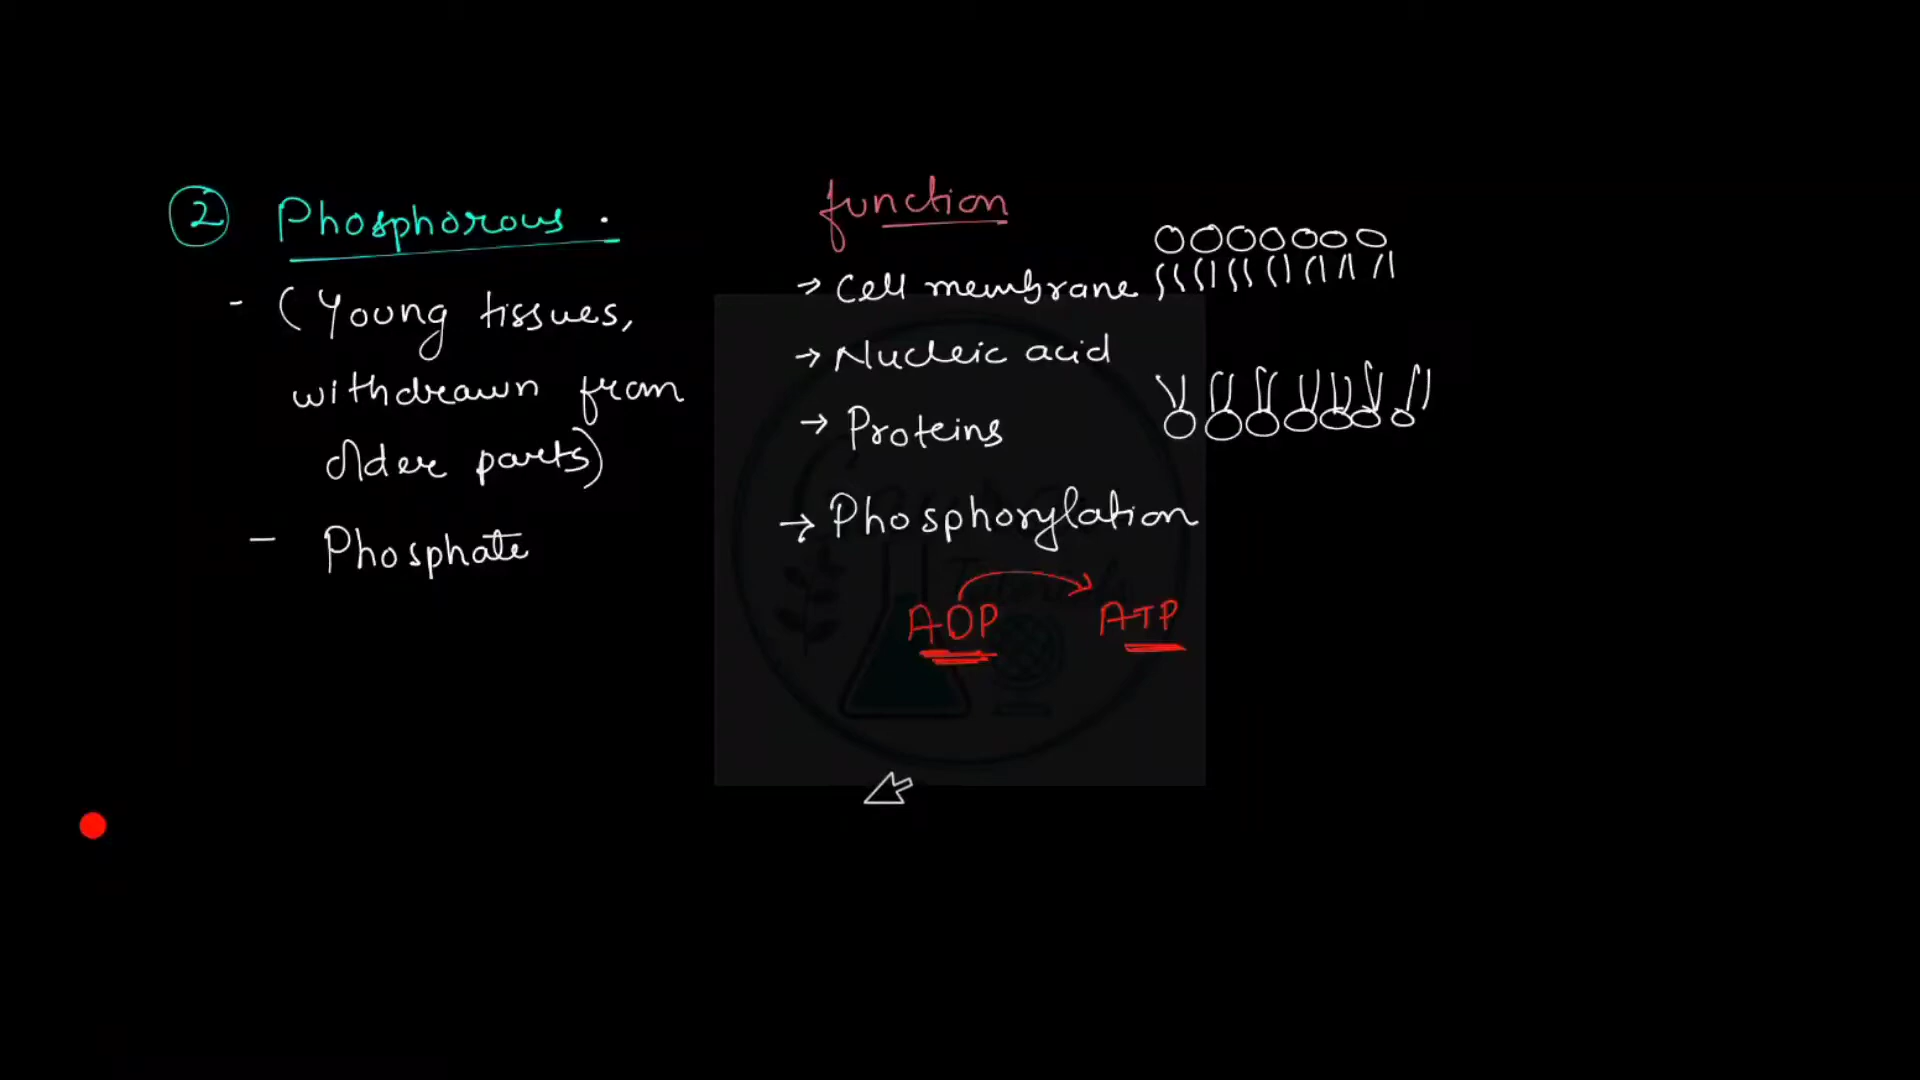 2 Phosphorous .
- (Young tissues,
withdrawn from
older parts)
- Phosphate
function
→ Cell membrane
→ Nucleic acid
→ Proteins
→ Phosphorylation
ADP ATP